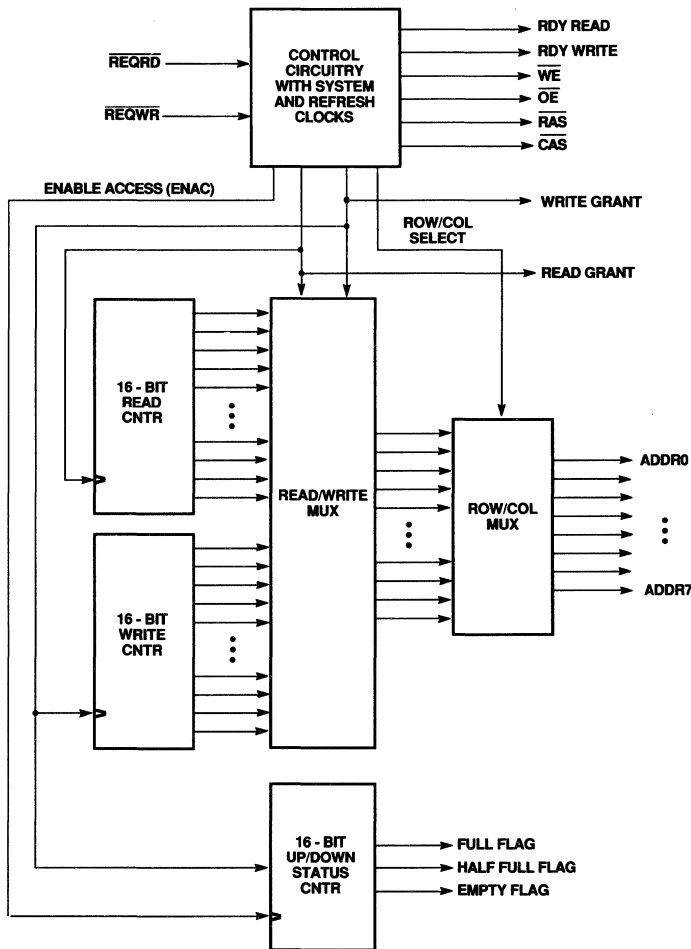 REQRD
REQWR
CONTROL
CIRCUITRY
WITH SYSTEM
AND REFRESH
CLOCKS
RDY READ
RDY WRITE
WE
OE
RAS
CAS
ENABLE ACCESS (ENAC)
WRITE GRANT
ROW/COL
SELECT
READ GRANT
16 - BIT
READ
CNTR
READ/WRITE
MUX
ROW/COL
MUX
ADDR0
ADDR7
16 - BIT
WRITE
CNTR
16 - BIT
UP/DOWN
STATUS
CNTR
FULL FLAG
HALF FULL FLAG
EMPTY FLAG